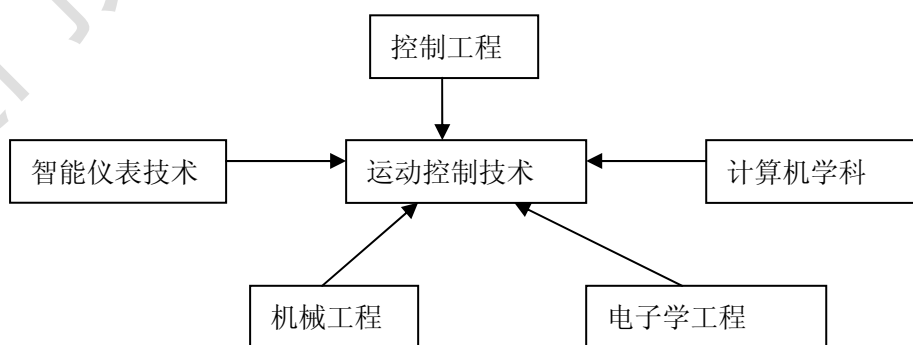 控制工程
智能仪表技术
运动控制技术
计算机学科
机械工程
电子学工程